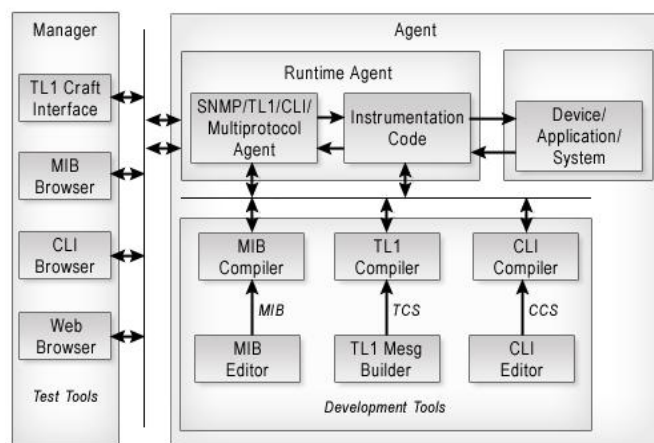 Manager
TL1 Craft
Interface
MIB
Browser
CLI
Browser
Web
Browser
Test Tools
Agent
Runtime Agent
SNMP/TL1/CLI/
Multiprotocol
Agent
Instrumentation
Code
Device/
Application/
System
MIB
Compiler
TL1
Compiler
CLI
Compiler
MIB
TCS
CCS
MIB
Editor
TL1 Mesg
Builder
CLI
Editor
Development Tools